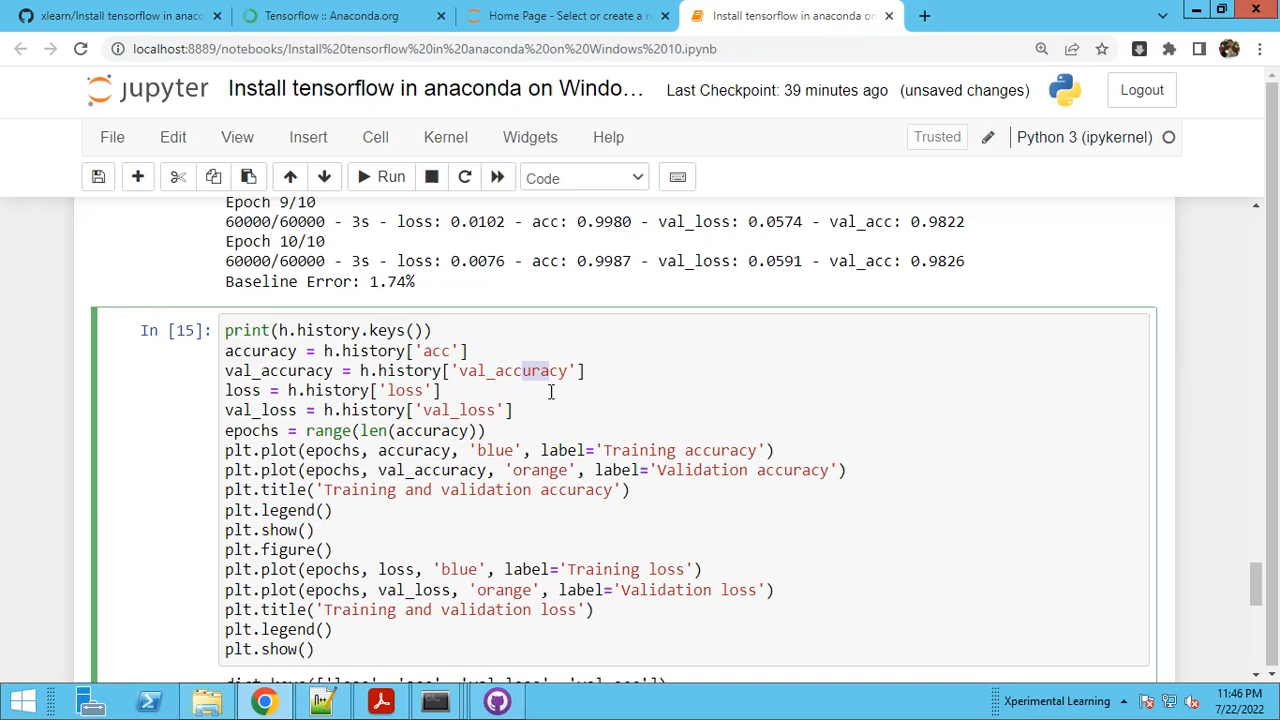 xlearn/Install tensorflow in anac
Tensorflow :: Anaconda.org
Home Page - Select or create a n
Install tensorflow in anaconda on
localhost:8889/notebooks/Install%20tensorflow%20in%20anaconda%20on%20Windows%2010.ipynb
jupyter Install tensorflow in anaconda on Windo... Last Checkpoint: 39 minutes ago (unsaved changes) Logout
File Edit View Insert Cell Kernel Widgets Help Trusted Python 3 (ipykernel)
Run Code
Epoch 9/10
60000/60000 - 3s - loss: 0.0102 - acc: 0.9980 - val_loss: 0.0574 - val_acc: 0.9822
Epoch 10/10
60000/60000 - 3s - loss: 0.0076 - acc: 0.9987 - val_loss: 0.0591 - val_acc: 0.9826
Baseline Error: 1.74%
In [15]: print(h.history.keys())
accuracy = h.history['acc']
val_accuracy = h.history['val_accuracy']
loss = h.history['loss']
val_loss = h.history['val_loss']
epochs = range(len(accuracy))
plt.plot(epochs, accuracy, 'blue', label='Training accuracy')
plt.plot(epochs, val_accuracy, 'orange', label='Validation accuracy')
plt.title('Training and validation accuracy')
plt.legend()
plt.show()
plt.figure()
plt.plot(epochs, loss, 'blue', label='Training loss')
plt.plot(epochs, val_loss, 'orange', label='Validation loss')
plt.title('Training and validation loss')
plt.legend()
plt.show()
dict_keys(['loss', 'acc', 'val_loss', 'val_acc'])
Xperimental Learning
11:46 PM
7/22/2022